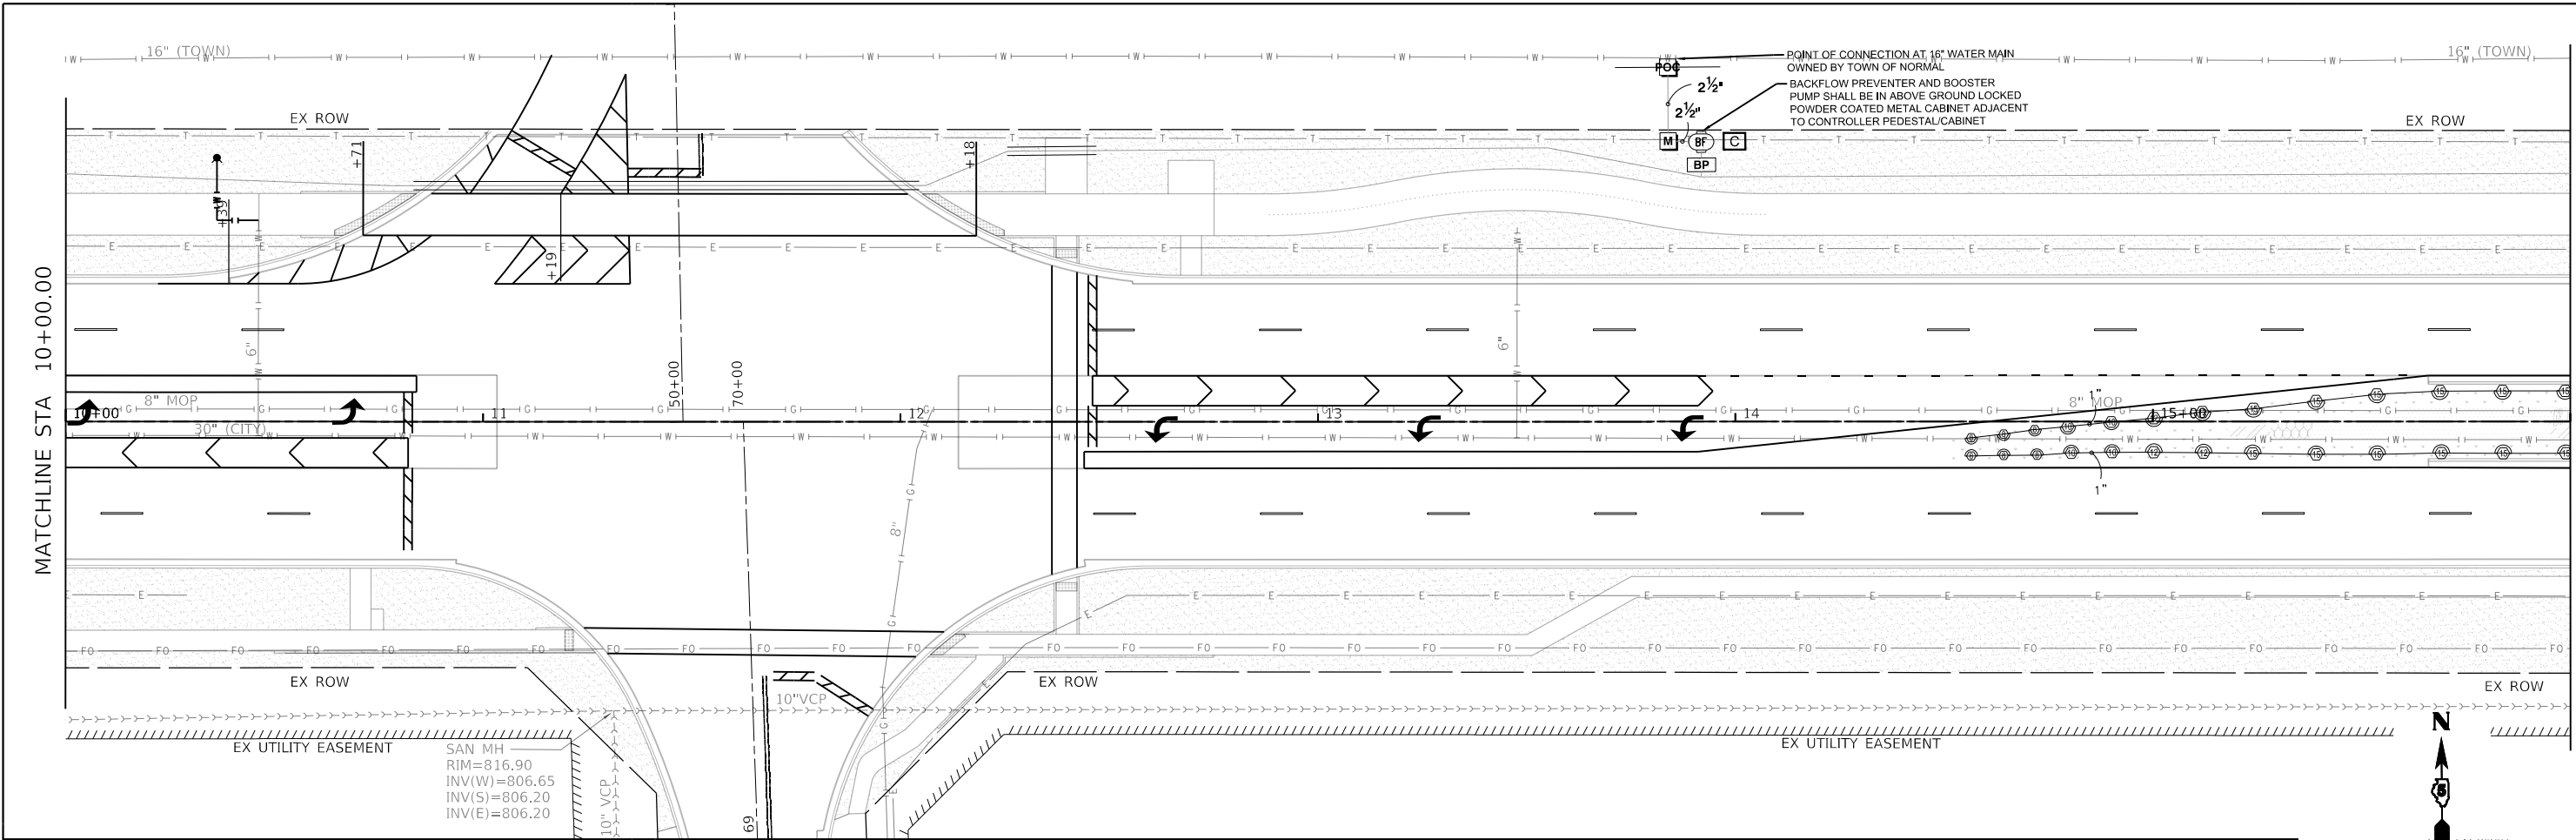 16" (TOWN)
16" (TOWN)
POINT OF CONNECTION AT 16" WATER MAIN
OWNED BY TOWN OF NORMAL
POC
BACKFLOW PREVENTER AND BOOSTER
PUMP SHALL BE IN ABOVE GROUND LOCKED
POWDER COATED METAL CABINET ADJACENT
TO CONTROLLER PEDESTAL/CABINET
2½"
2½"
EX ROW
EX ROW
M
BF
C
BP
+71
+18
+39
+19
MATCHLINE STA 10+00.00
6"
6"
50+00
70+00
8" MOP
8" MOP
10+00
11
12
13
14
15+00
30" (CITY)
1"
1"
8"
EX ROW
EX ROW
EX ROW
10"VCP
EX UTILITY EASEMENT
EX UTILITY EASEMENT
SAN MH
RIM=816.90
INV(W)=806.65
INV(S)=806.20
INV(E)=806.20
10" VCP
69
N
5